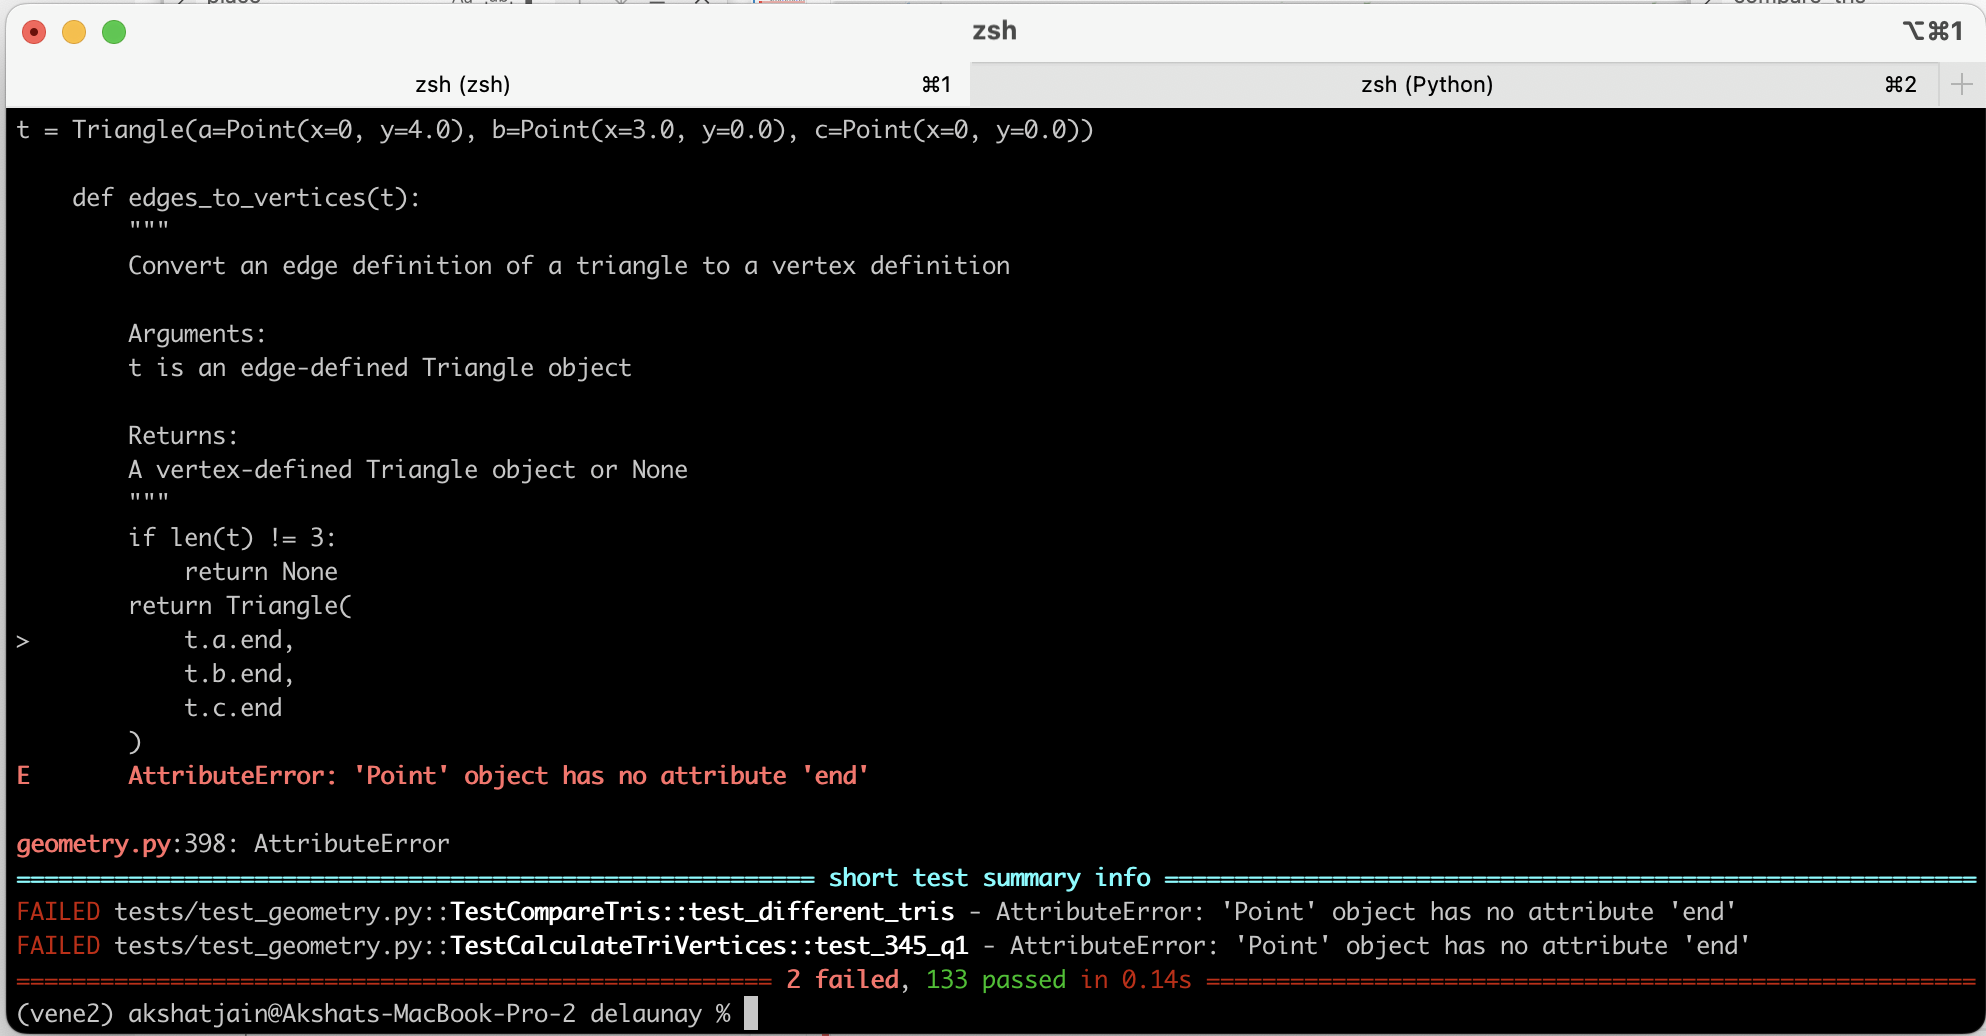 zsh
⌥⌘1
zsh (zsh)
⌘1
zsh (Python)
⌘2
t = Triangle(a=Point(x=0, y=4.0), b=Point(x=3.0, y=0.0), c=Point(x=0, y=0.0))
def edges_to_vertices(t):
"""
Convert an edge definition of a triangle to a vertex definition
Arguments:
t is an edge-defined Triangle object
Returns:
A vertex-defined Triangle object or None
"""
if len(t) != 3:
return None
return Triangle(
> t.a.end,
t.b.end,
t.c.end
)
E AttributeError: 'Point' object has no attribute 'end'
geometry.py:398: AttributeError
short test summary info
FAILED tests/test_geometry.py::TestCompareTris::test_different_tris - AttributeError: 'Point' object has no attribute 'end'
FAILED tests/test_geometry.py::TestCalculateTriVertices::test_345_q1 - AttributeError: 'Point' object has no attribute 'end'
2 failed, 133 passed in 0.14s
(vene2) akshatjain@Akshats-MacBook-Pro-2 delaunay %